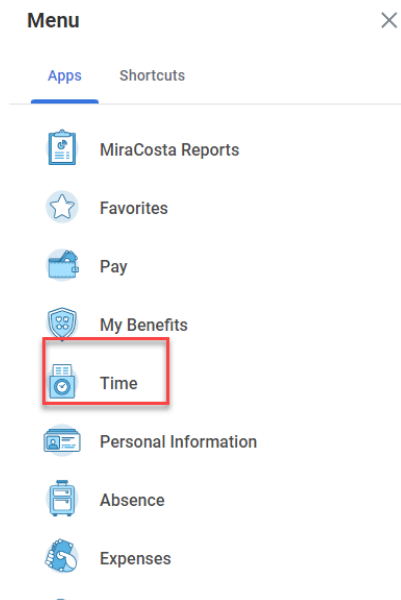 Menu
Apps
Shortcuts
MiraCosta Reports
Favorites
Pay
My Benefits
Time
Personal Information
Absence
Expenses